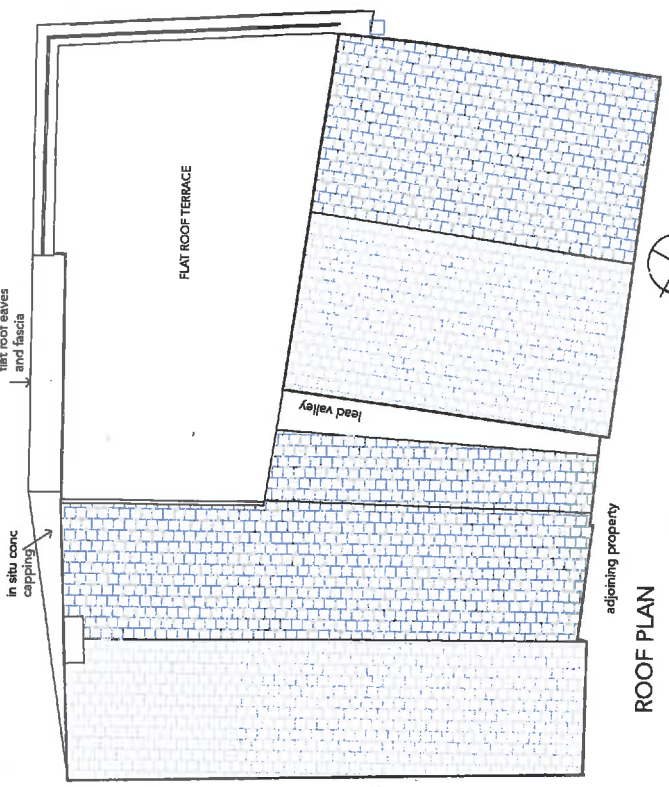 flat roof eaves
and fascia
in situ conc
capping
FLAT ROOF TERRACE
lead valley
adjoining property
ROOF PLAN